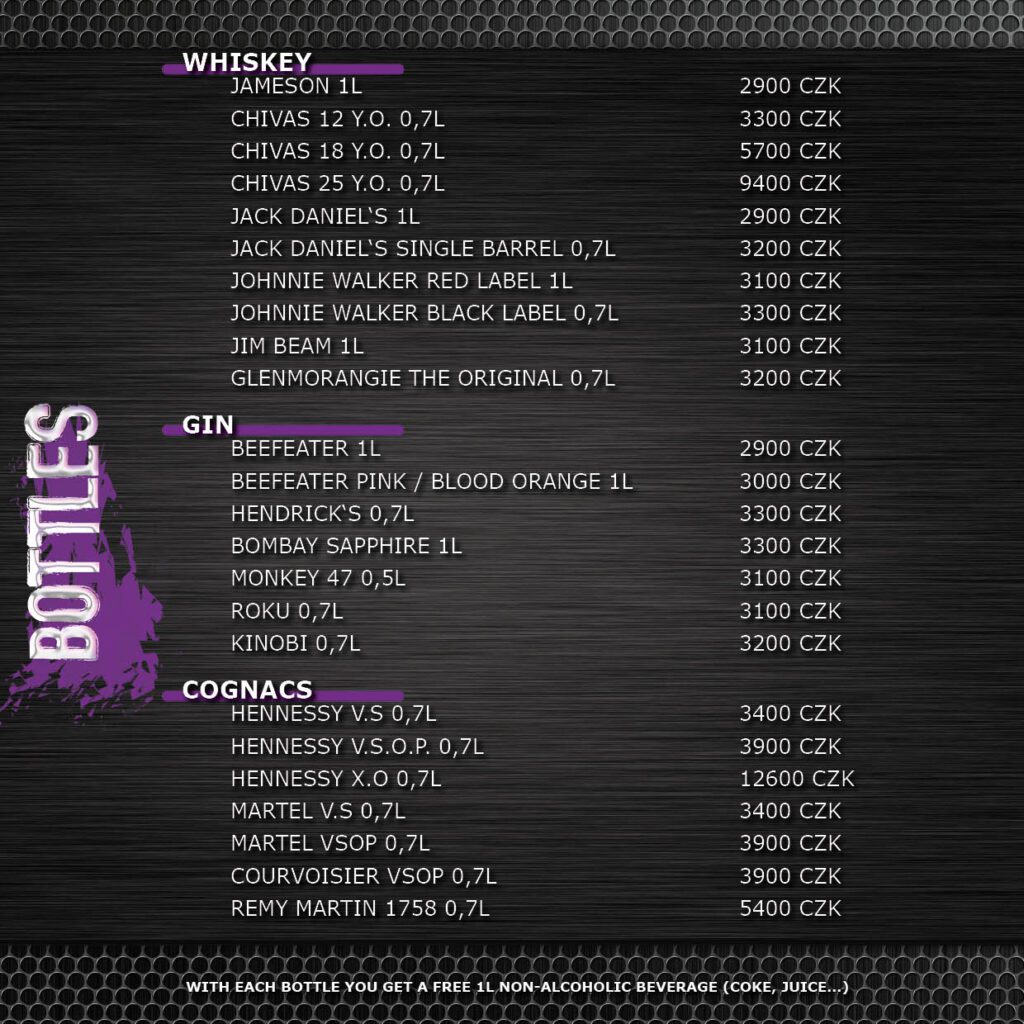 WHISKEY
JAMESON 1L 2900 CZK
CHIVAS 12 Y.O. 0,7L 3300 CZK
CHIVAS 18 Y.O. 0,7L 5700 CZK
CHIVAS 25 Y.O. 0,7L 9400 CZK
JACK DANIEL‘S 1L 2900 CZK
JACK DANIEL‘S SINGLE BARREL 0,7L 3200 CZK
JOHNNIE WALKER RED LABEL 1L 3100 CZK
JOHNNIE WALKER BLACK LABEL 0,7L 3300 CZK
JIM BEAM 1L 3100 CZK
GLENMORANGIE THE ORIGINAL 0,7L 3200 CZK
BOTTLES
GIN
BEEFEATER 1L 2900 CZK
BEEFEATER PINK / BLOOD ORANGE 1L 3000 CZK
HENDRICK‘S 0,7L 3300 CZK
BOMBAY SAPPHIRE 1L 3300 CZK
MONKEY 47 0,5L 3100 CZK
ROKU 0,7L 3100 CZK
KINOBI 0,7L 3200 CZK
COGNACS
HENNESSY V.S 0,7L 3400 CZK
HENNESSY V.S.O.P. 0,7L 3900 CZK
HENNESSY X.O 0,7L 12600 CZK
MARTEL V.S 0,7L 3400 CZK
MARTEL VSOP 0,7L 3900 CZK
COURVOISIER VSOP 0,7L 3900 CZK
REMY MARTIN 1758 0,7L 5400 CZK
WITH EACH BOTTLE YOU GET A FREE 1L NON-ALCOHOLIC BEVERAGE (COKE, JUICE...)